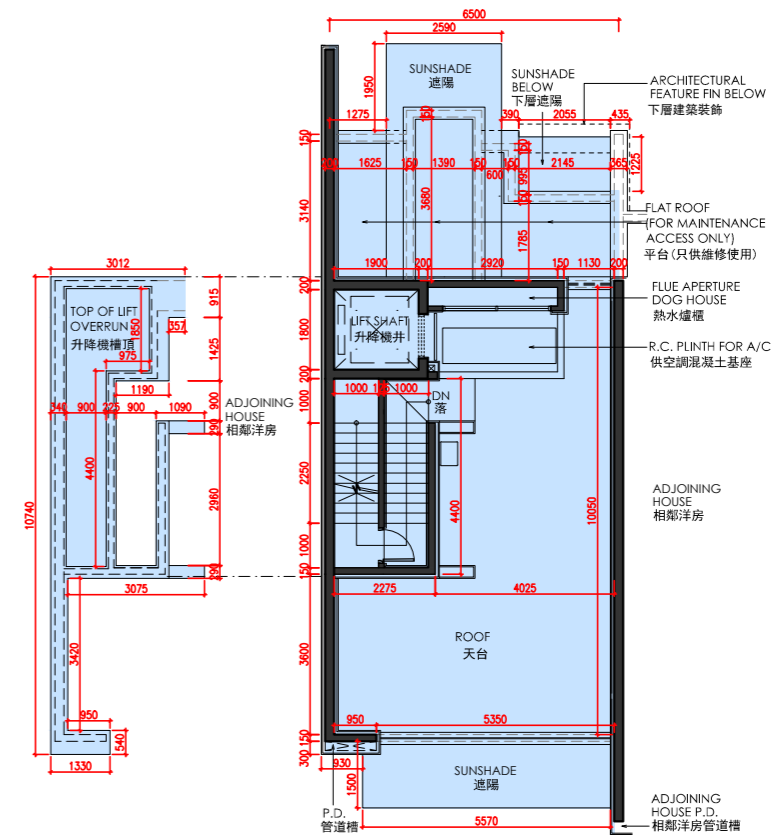 6500
2590
SUNSHADE
遮陽
1950
SUNSHADE
BELOW
下層遮陽
ARCHITECTURAL
FEATURE FIN BELOW
下層建築裝飾
1275
150
390
2055
435
150
150
1225
300
1625
150
1390
150
150
600
995
2145
365
150
3680
3140
1785
FLAT ROOF
(FOR MAINTENANCE
ACCESS ONLY)
平台(只供維修使用)
3012
1900
200
2920
150
1130
200
915
200
FLUE APERTURE
DOG HOUSE
熱水爐櫃
TOP OF LIFT
OVERRUN
升降機槽頂
1850
357
LIFT SHAFT
升降機井
1800
R.C. PLINTH FOR A/C
供空調混凝土基座
975
1425
200
1190
1000
1000
DN
落
340
900
225
900
1090
900
ADJOINING
HOUSE
相鄰洋房
1000
290
4400
2250
4400
10050
ADJOINING
HOUSE
相鄰洋房
10740
2960
1000
290
150
3075
2275
4025
3420
3600
ROOF
天台
950
950
5350
540
150
300
1330
930
1500
SUNSHADE
遮陽
P.D.
管道槽
5570
ADJOINING
HOUSE P.D.
相鄰洋房管道槽